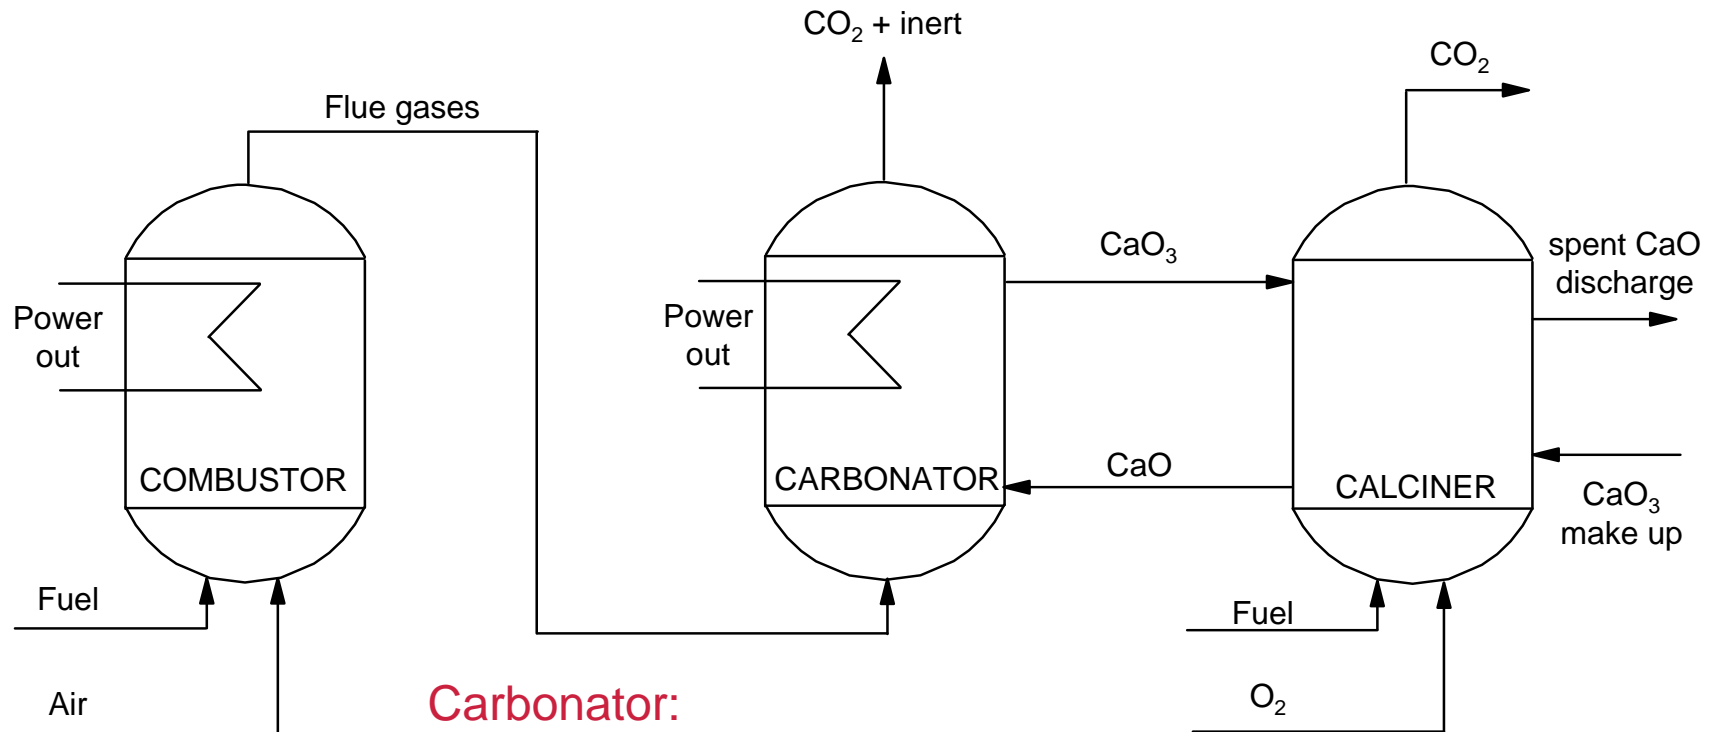 CO₂ + inert
CO₂
Flue gases
CaO₃
spent CaO
discharge
Power
out
Power
out
COMBUSTOR
CARBONATOR
CaO
CALCINER
CaO₃
make up
Fuel
Fuel
Air
Carbonator:
O₂